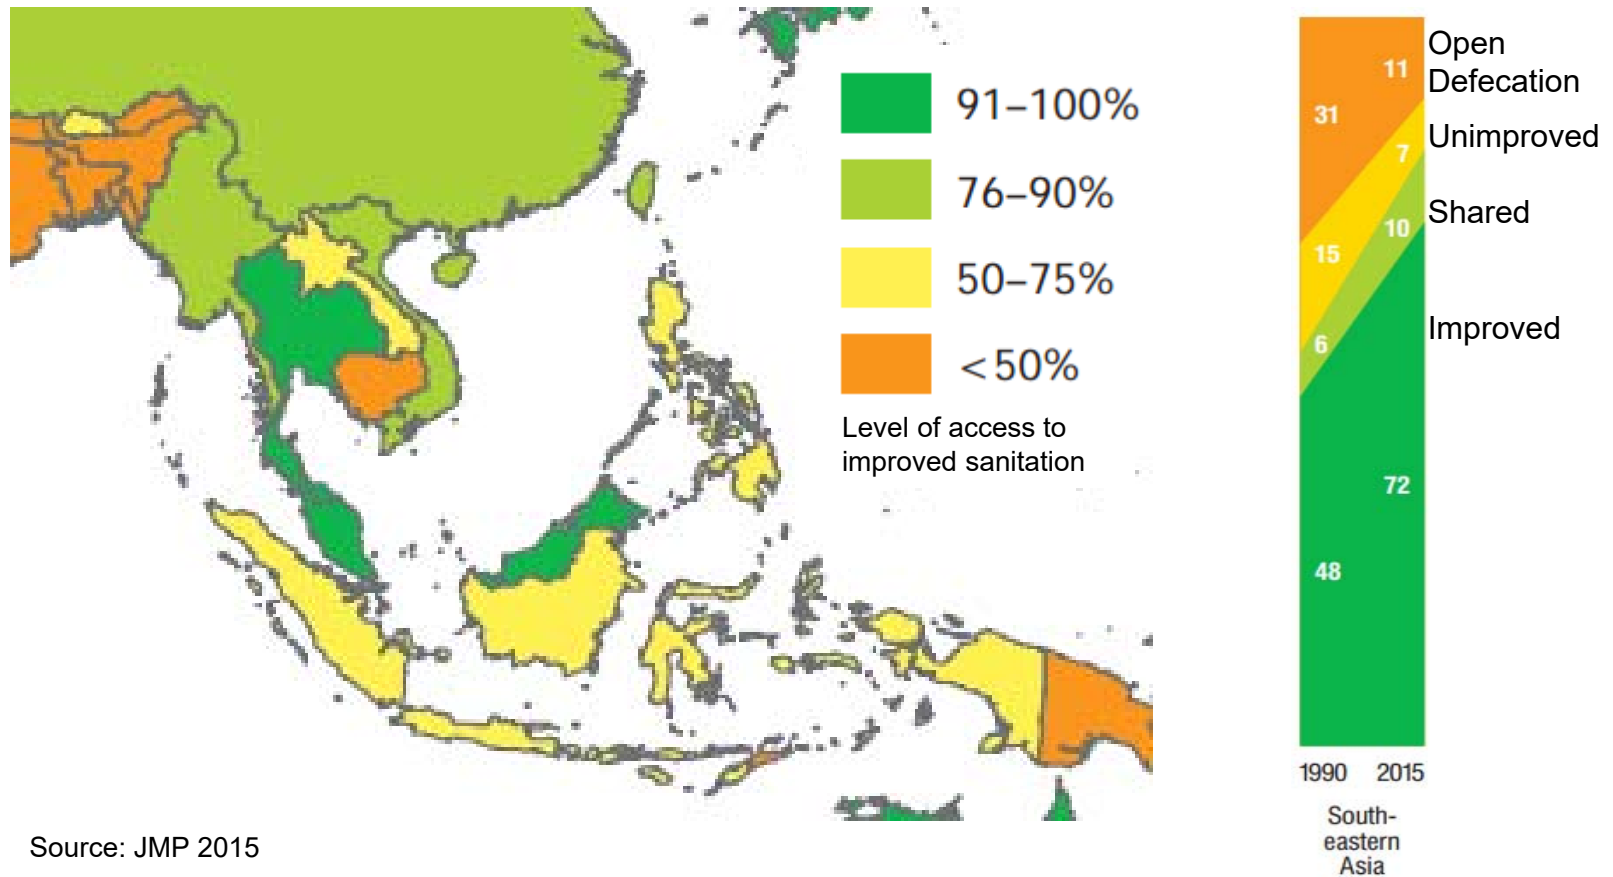 91–100%
76–90%
50–75%
<50%
Level of access to
improved sanitation
Source: JMP 2015
11
31
7
15
10
6
72
48
Open
Defecation
Unimproved
Shared
Improved
1990 2015
South-
eastern
Asia